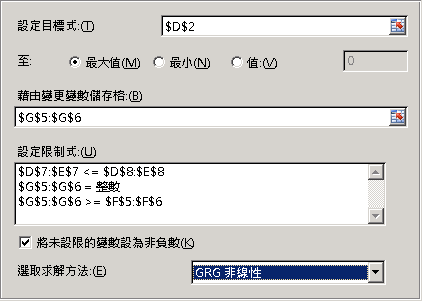 設定目標式:(T) $D$2
至: 最大值(M) 最小(N) 值:(V) 0
藉由變更變數儲存格:(B)
$G$5:$G$6
設定限制式:(U)
$D$7:$E$7 <= $D$8:$E$8
$G$5:$G$6 = 整數
$G$5:$G$6 >= $F$5:$F$6
將未設限的變數設為非負數(K)
選取求解方法:(E) GRG 非線性